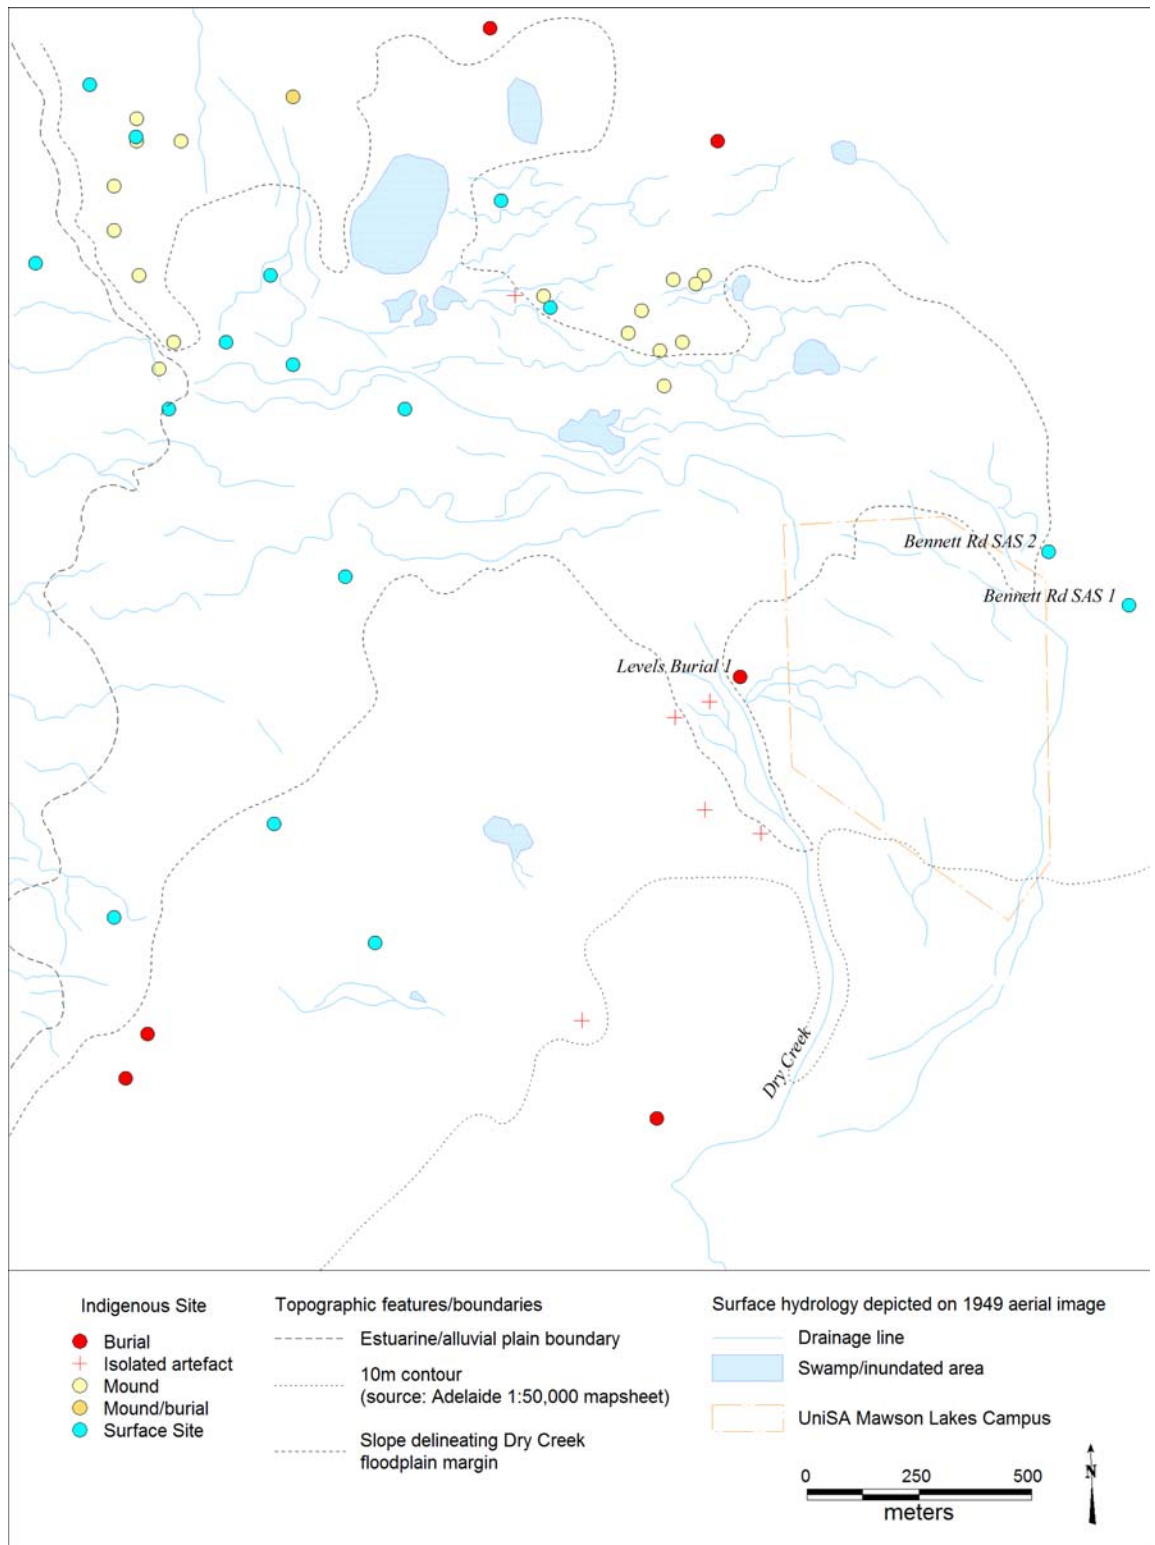 Bennett Rd SAS 2
Bennett Rd SAS 1
Levels Burial 1
Dry Creek
Indigenous Site
Burial
Isolated artefact
Mound
Mound/burial
Surface Site
Topographic features/boundaries
Estuarine/alluvial plain boundary
10m contour
(source: Adelaide 1:50,000 mapsheet)
Slope delineating Dry Creek
floodplain margin
Surface hydrology depicted on 1949 aerial image
Drainage line
Swamp/inundated area
UniSA Mawson Lakes Campus
0 250 500
meters
N